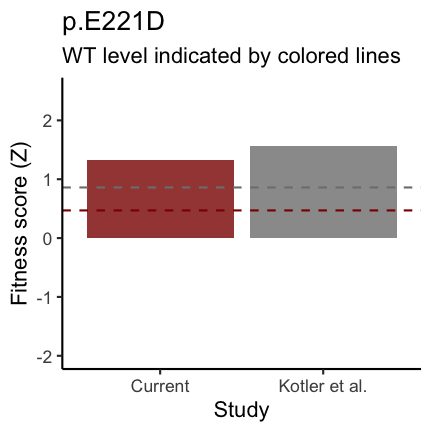 p.E221D
WT level indicated by colored lines
Fitness score (Z)
2
1
0
-1
-2
Current
Kotler et al.
Study